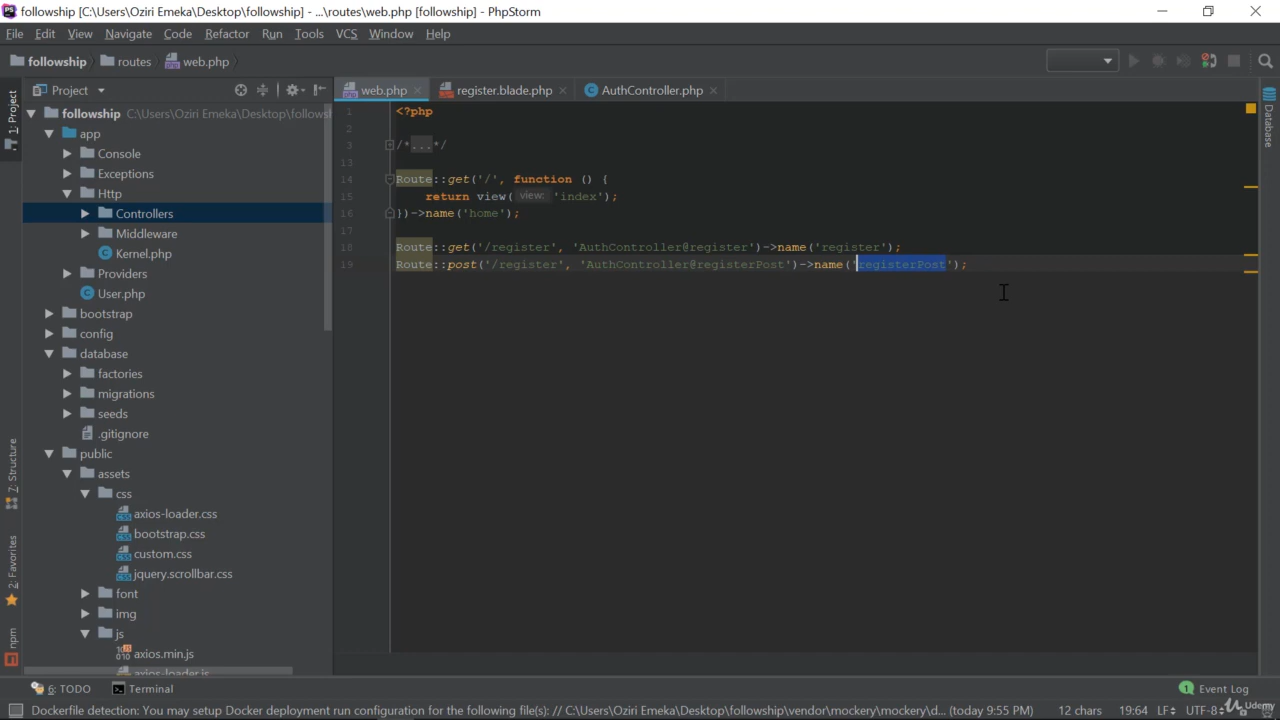 followship [C:\Users\Oziri Emeka\Desktop\followship] - ...\routes\web.php [followship] - PhpStorm
File Edit View Navigate Code Refactor Run Tools VCS Window Help
followship routes web.php
Project
web.php register.blade.php AuthController.php
1: Project
7: Structure
2: Favorites
npm
Database
followship C:\Users\Oziri Emeka\Desktop\followsh
app
Console
Exceptions
Http
Controllers
Middleware
Kernel.php
Providers
User.php
bootstrap
config
database
factories
migrations
seeds
.gitignore
public
assets
css
axios-loader.css
bootstrap.css
custom.css
jquery.scrollbar.css
font
img
js
axios.min.js
axios-loader.js
1 <?php
2
3 /*...*/
13
14 Route::get('/', function () {
15 return view( view: 'index');
16 })->name('home');
17
18 Route::get('/register', 'AuthController@register')->name('register');
19 Route::post('/register', 'AuthController@registerPost')->name('registerPost');
6: TODO Terminal 1 Event Log
Dockerfile detection: You may setup Docker deployment run configuration for the following file(s): // C:\Users\Oziri Emeka\Desktop\followship\vendor\mockery\mockery\d... (today 9:55 PM) 12 chars 19:64 LF UTF-8
Udemy